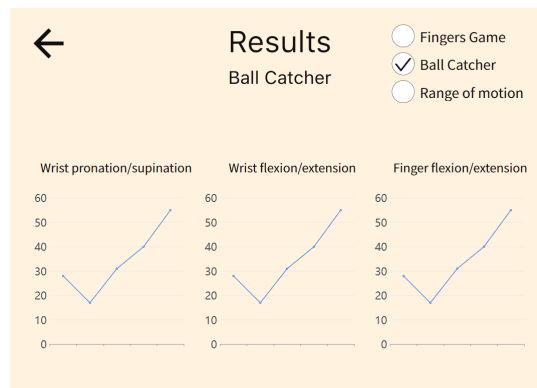 Results
Ball Catcher
Fingers Game
Ball Catcher
Range of motion
Wrist pronation/supination
60
50
40
30
20
10
0
Wrist flexion/extension
60
50
40
30
20
10
0
Finger flexion/extension
60
50
40
30
20
10
0